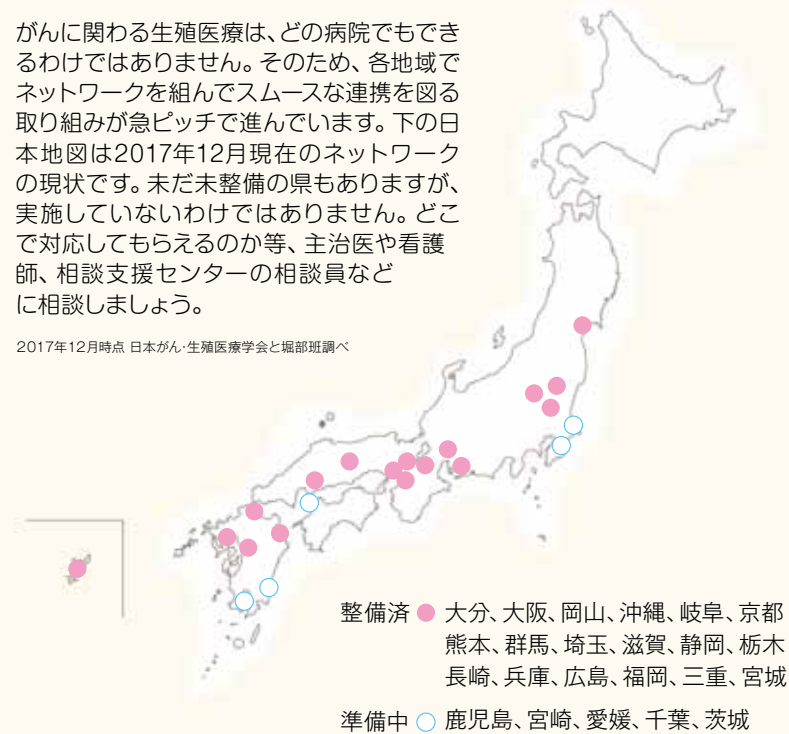 がんに関わる生殖医療は、どの病院でもでき
るわけではありません。そのため、各地域で
ネットワークを組んでスムースな連携を図る
取り組みが急ピッチで進んでいます。下の日
本地図は2017年12月現在のネットワーク
の現状です。未だ未整備の県もありますが、
実施していないわけではありません。どこ
で対応してもらえるのか等、主治医や看護
師、相談支援センターの相談員など
に相談しましょう。
2017年12月時点 日本がん・生殖医療学会と堀部班調べ
整備済 大分、大阪、岡山、沖縄、岐阜、京都
熊本、群馬、埼玉、滋賀、静岡、栃木
長崎、兵庫、広島、福岡、三重、宮城
準備中 鹿児島、宮崎、愛媛、千葉、茨城